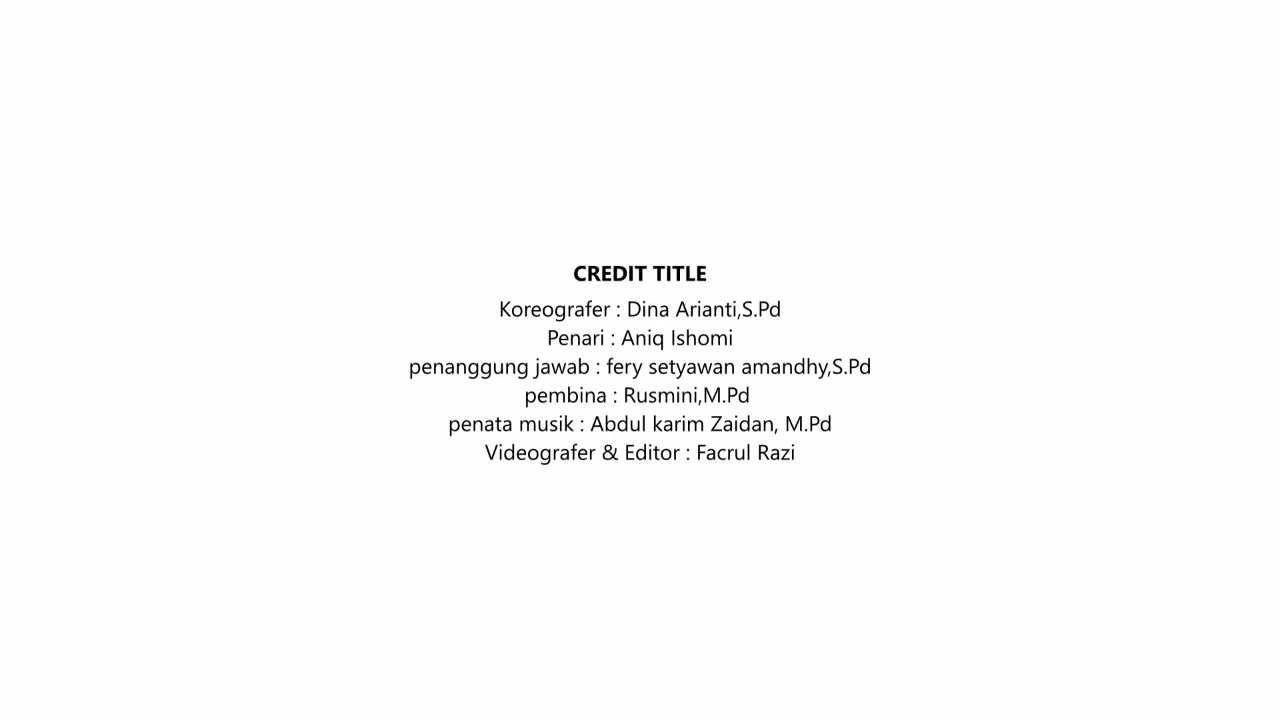 CREDIT TITLE
Koreografer : Dina Arianti,S.Pd
Penari : Aniq Ishomi
penanggung jawab : fery setyawan amandhy,S.Pd
pembina : Rusmini,M.Pd
penata musik : Abdul karim Zaidan, M.Pd
Videografer & Editor : Facrul Razi